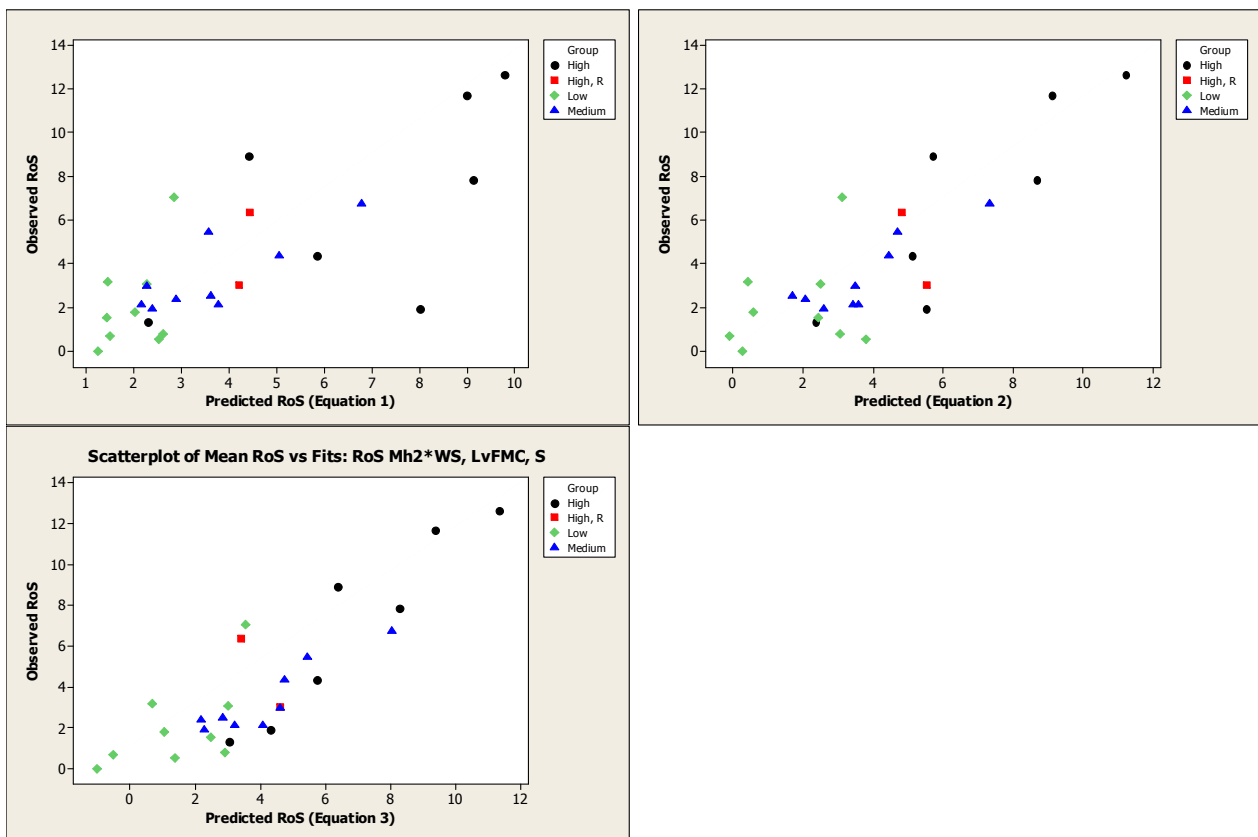 14
12
10
8
6
4
2
0
Observed RoS
1 2 3 4 5 6 7 8 9 10
Predicted RoS (Equation 1)
Group
High
High, R
Low
Medium
14
12
10
8
6
4
2
0
Observed RoS
0 2 4 6 8 10 12
Predicted (Equation 2)
Group
High
High, R
Low
Medium
Scatterplot of Mean RoS vs Fits: RoS Mh2*WS, LvFMC, S
14
12
10
8
6
4
2
0
Observed RoS
0 2 4 6 8 10 12
Predicted RoS (Equation 3)
Group
High
High, R
Low
Medium